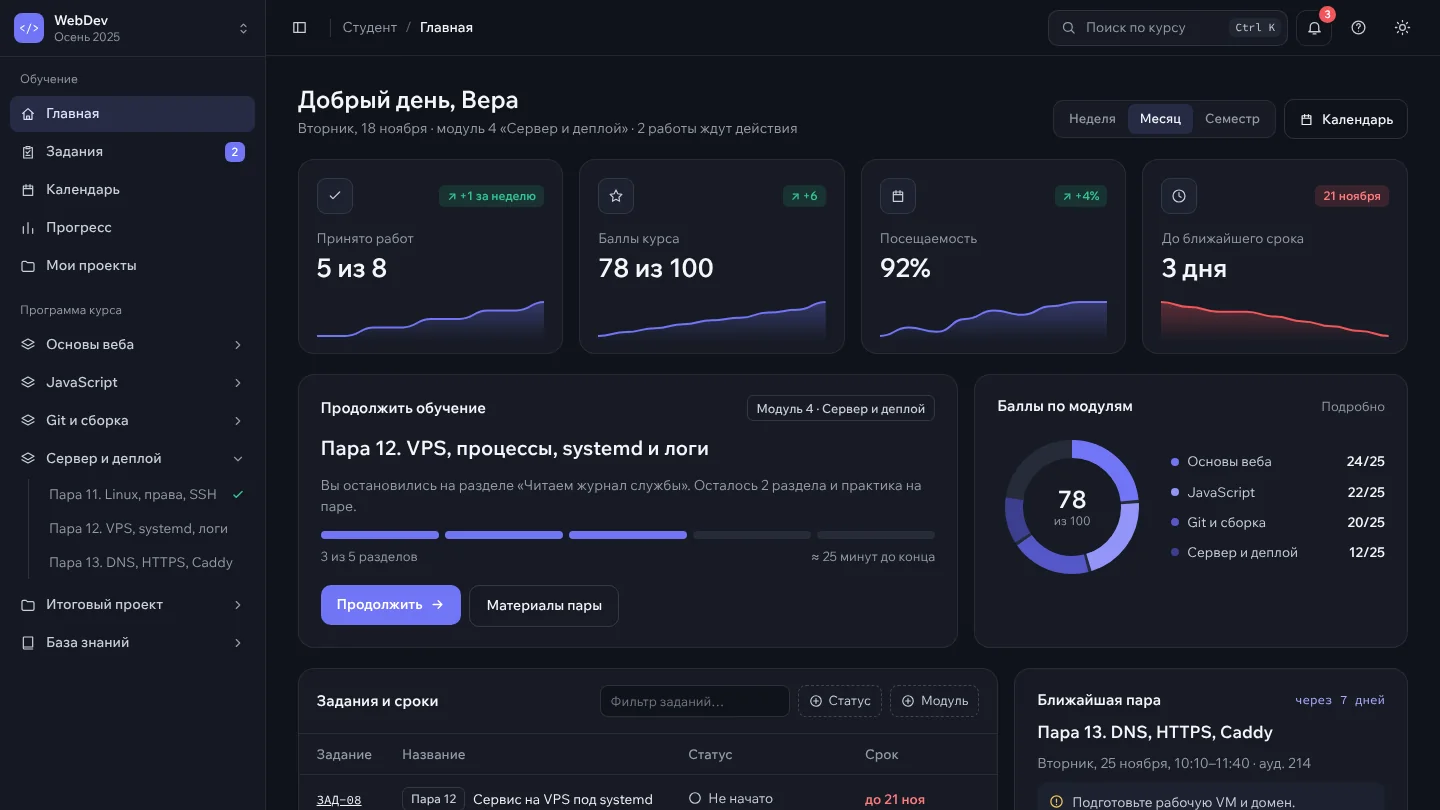 WebDev
Осень 2025
Обучение
Главная
Задания 2
Календарь
Прогресс
Мои проекты
Программа курса
Основы веба
JavaScript
Git и сборка
Сервер и деплой
Пара 11. Linux, права, SSH
Пара 12. VPS, systemd, логи
Пара 13. DNS, HTTPS, Caddy
Итоговый проект
База знаний
Студент / Главная
Поиск по курсу Ctrl K
3
Добрый день, Вера
Вторник, 18 ноября · модуль 4 «Сервер и деплой» · 2 работы ждут действия
Неделя Месяц Семестр Календарь
+1 за неделю
Принято работ
5 из 8
+6
Баллы курса
78 из 100
+4%
Посещаемость
92%
21 ноября
До ближайшего срока
3 дня
Продолжить обучение
Модуль 4 · Сервер и деплой
Пара 12. VPS, процессы, systemd и логи
Вы остановились на разделе «Читаем журнал службы». Осталось 2 раздела и практика на
паре.
3 из 5 разделов ≈ 25 минут до конца
Продолжить → Материалы пары
Баллы по модулям Подробно
78
из 100
Основы веба 24/25
JavaScript 22/25
Git и сборка 20/25
Сервер и деплой 12/25
Задания и сроки Фильтр заданий... Статус Модуль
Задание Название Статус Срок
ЗАД-08 Пара 12 Сервис на VPS под systemd Не начато до 21 ноя
Ближайшая пара через 7 дней
Пара 13. DNS, HTTPS, Caddy
Вторник, 25 ноября, 10:10–11:40 · ауд. 214
Подготовьте рабочую VM и домен.